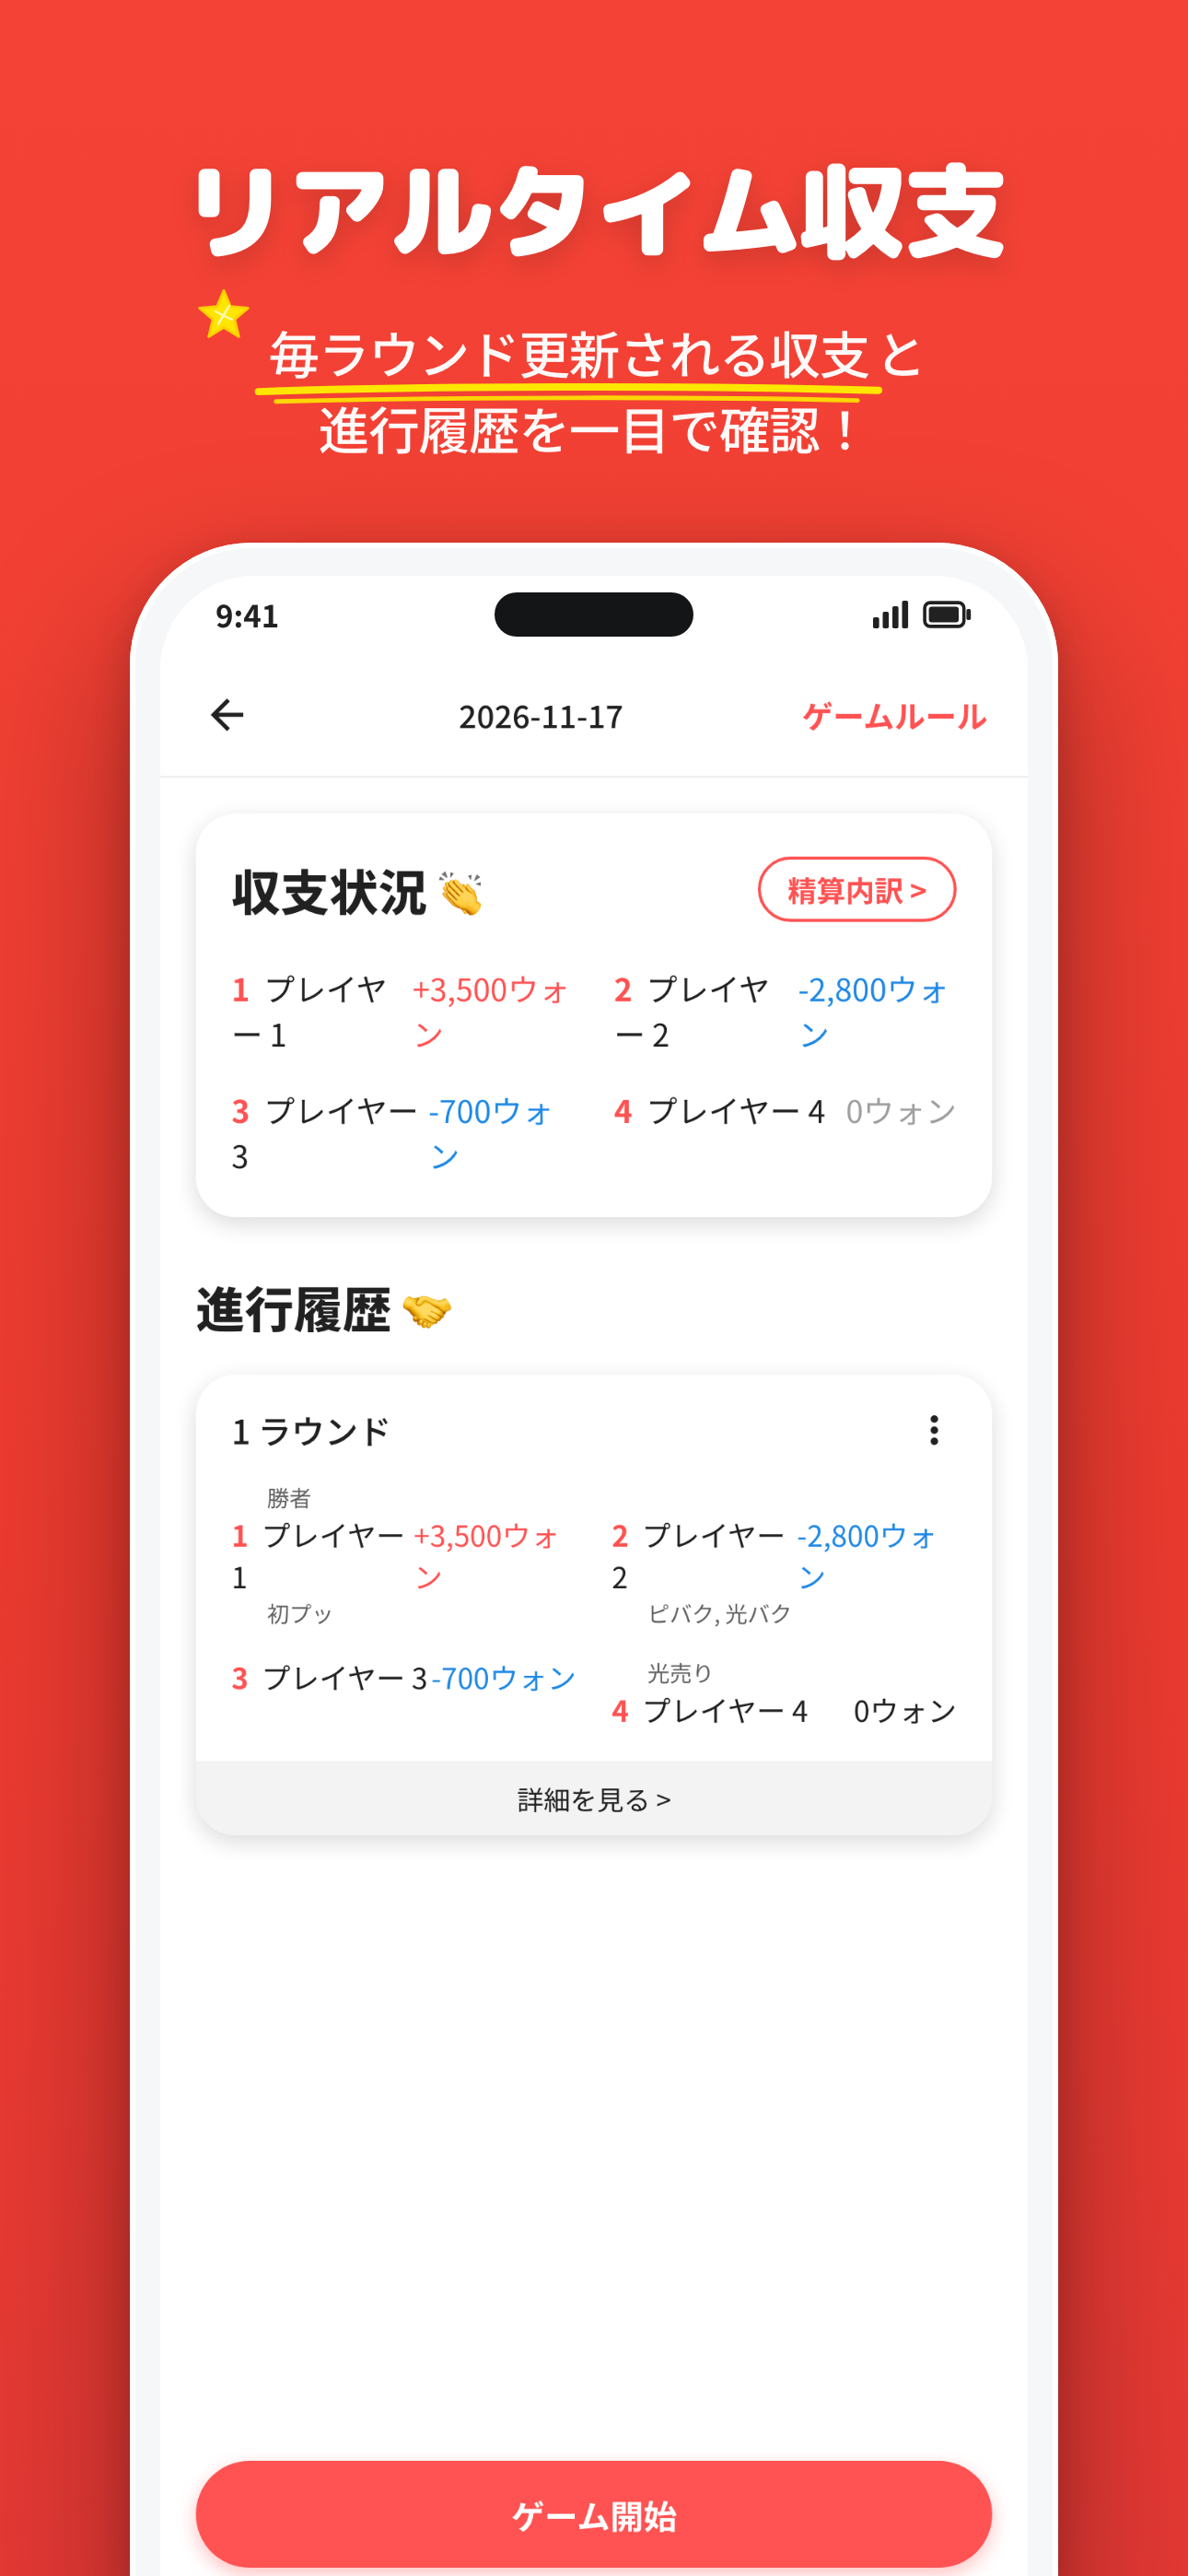 リアルタイム収支
毎ラウンド更新される収支と
進行履歴を一目で確認！
9:41
2026-11-17
ゲームルール
収支状況 👏
精算内訳 >
1 プレイヤー 1 +3,500ウォン
2 プレイヤー 2 -2,800ウォン
3 プレイヤー 3 -700ウォン
4 プレイヤー 4 0ウォン
進行履歴 🤝
1 ラウンド
勝者
1 プレイヤー 1 +3,500ウォン
初プッ
2 プレイヤー 2 -2,800ウォン
ピバク, 光バク
3 プレイヤー 3 -700ウォン
光売り
4 プレイヤー 4 0ウォン
詳細を見る >
ゲーム開始